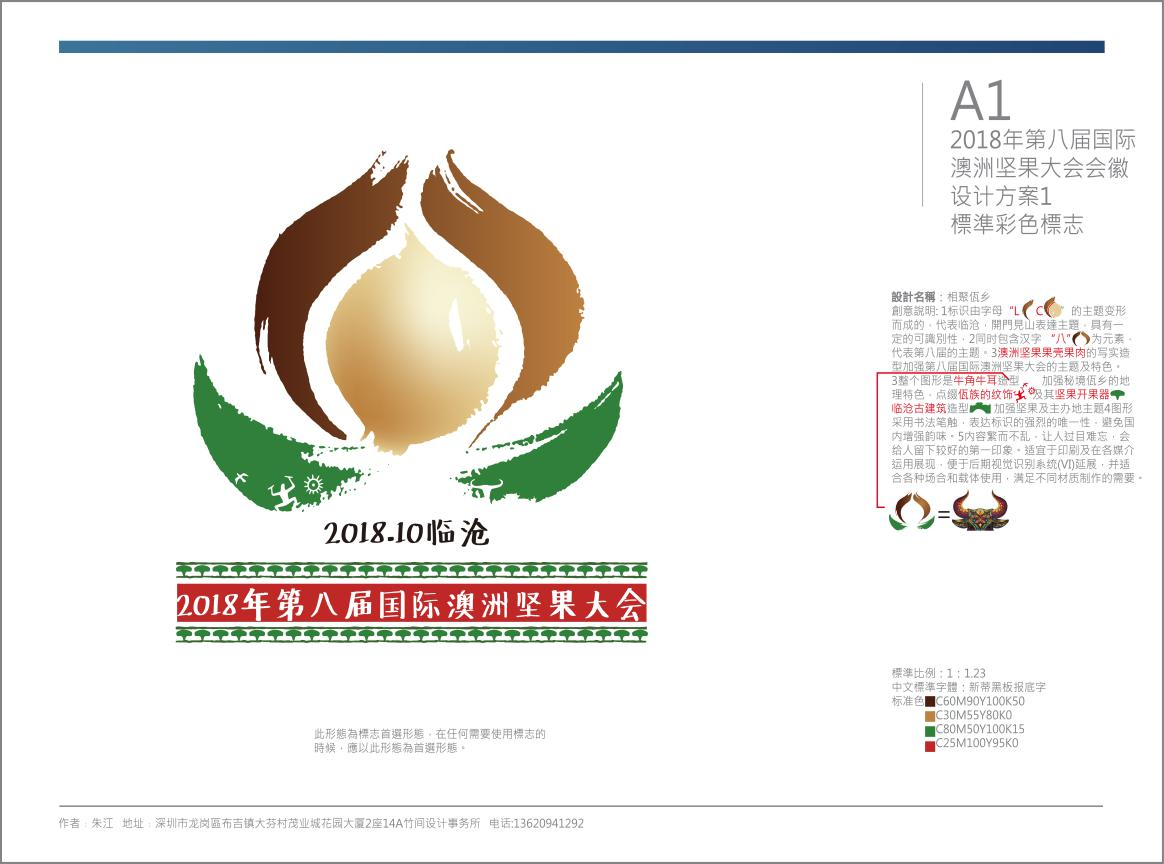 A1
2018年第八届国际
澳洲坚果大会会徽
设计方案1
標準彩色標志
設計名稱：相聚佤乡
創意說明: 1标识由字母 “L C ” 的主题变形
而成的，代表临沧，開門見山表達主題，具有一
定的可識別性，2同时包含汉字 “八” 为元素，
代表第八届的主题。3澳洲坚果果壳果肉的写实造
型加强第八届国际澳洲坚果大会的主题及特色。
3整个图形是牛角牛耳造型 加强秘境佤乡的地
理特色，点缀佤族的纹饰 及其坚果开果器
临沧古建筑造型 加强坚果及主办地主题4图形
采用书法笔触，表达标识的强烈的唯一性，避免国
内增强韵味。5内容繁而不乱，让人过目难忘，会
给人留下较好的第一印象。适宜于印刷及在各媒介
运用展现，便于后期视觉识别系统(VI)延展，并适
合各种场合和载体使用，满足不同材质制作的需要。
=
2018.10临沧
2018年第八届国际澳洲坚果大会
標準比例：1：1.23
中文標準字體：新蒂黑板报底字
标准色 C60M90Y100K50
C30M55Y80K0
C80M50Y100K15
C25M100Y95K0
此形態為標志首選形態，在任何需要使用標志的
時候，應以此形態為首選形態。
作者：朱江 地址：深圳市龙岗區布吉镇大芬村茂业城花园大厦2座14A竹间设计事务所 电话:13620941292